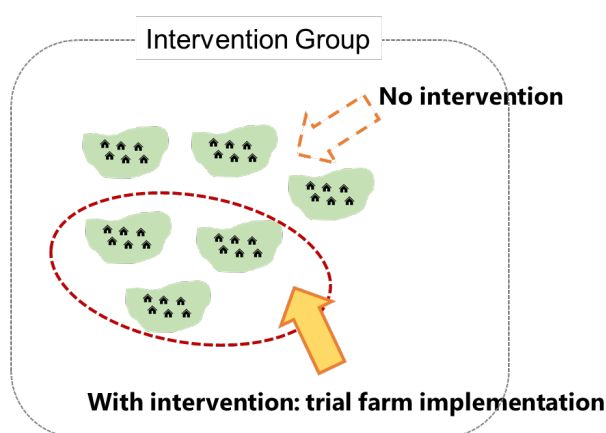 Intervention Group
No intervention
With intervention: trial farm implementation